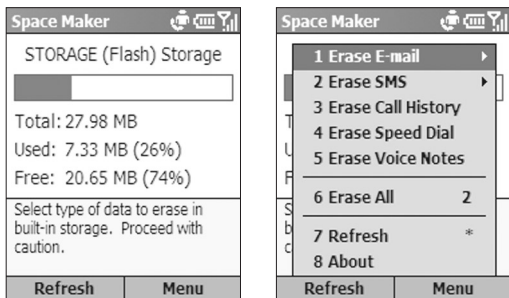 Space Maker
STORAGE (Flash) Storage
Total: 27.98 MB
Used: 7.33 MB (26%)
Free: 20.65 MB (74%)
Select type of data to erase in
built-in storage. Proceed with
caution.
Refresh Menu
Space Maker
1 Erase E-mail
2 Erase SMS
3 Erase Call History
4 Erase Speed Dial
5 Erase Voice Notes
6 Erase All 2
7 Refresh *
8 About
Refresh Menu